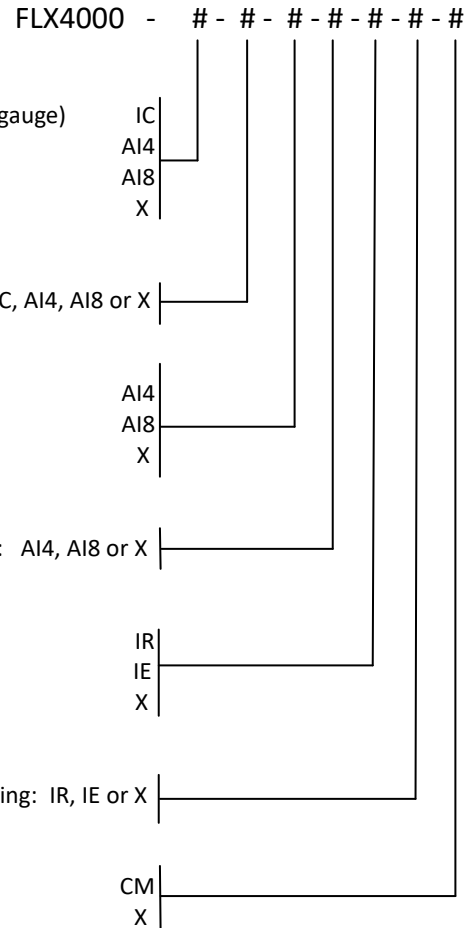 FLX4000 - # - # - # - # - # - # - #
gauge) IC
AI4
AI8
X
C, AI4, AI8 or X
AI4
AI8
X
: AI4, AI8 or X
IR
IE
X
ing: IR, IE or X
CM
X